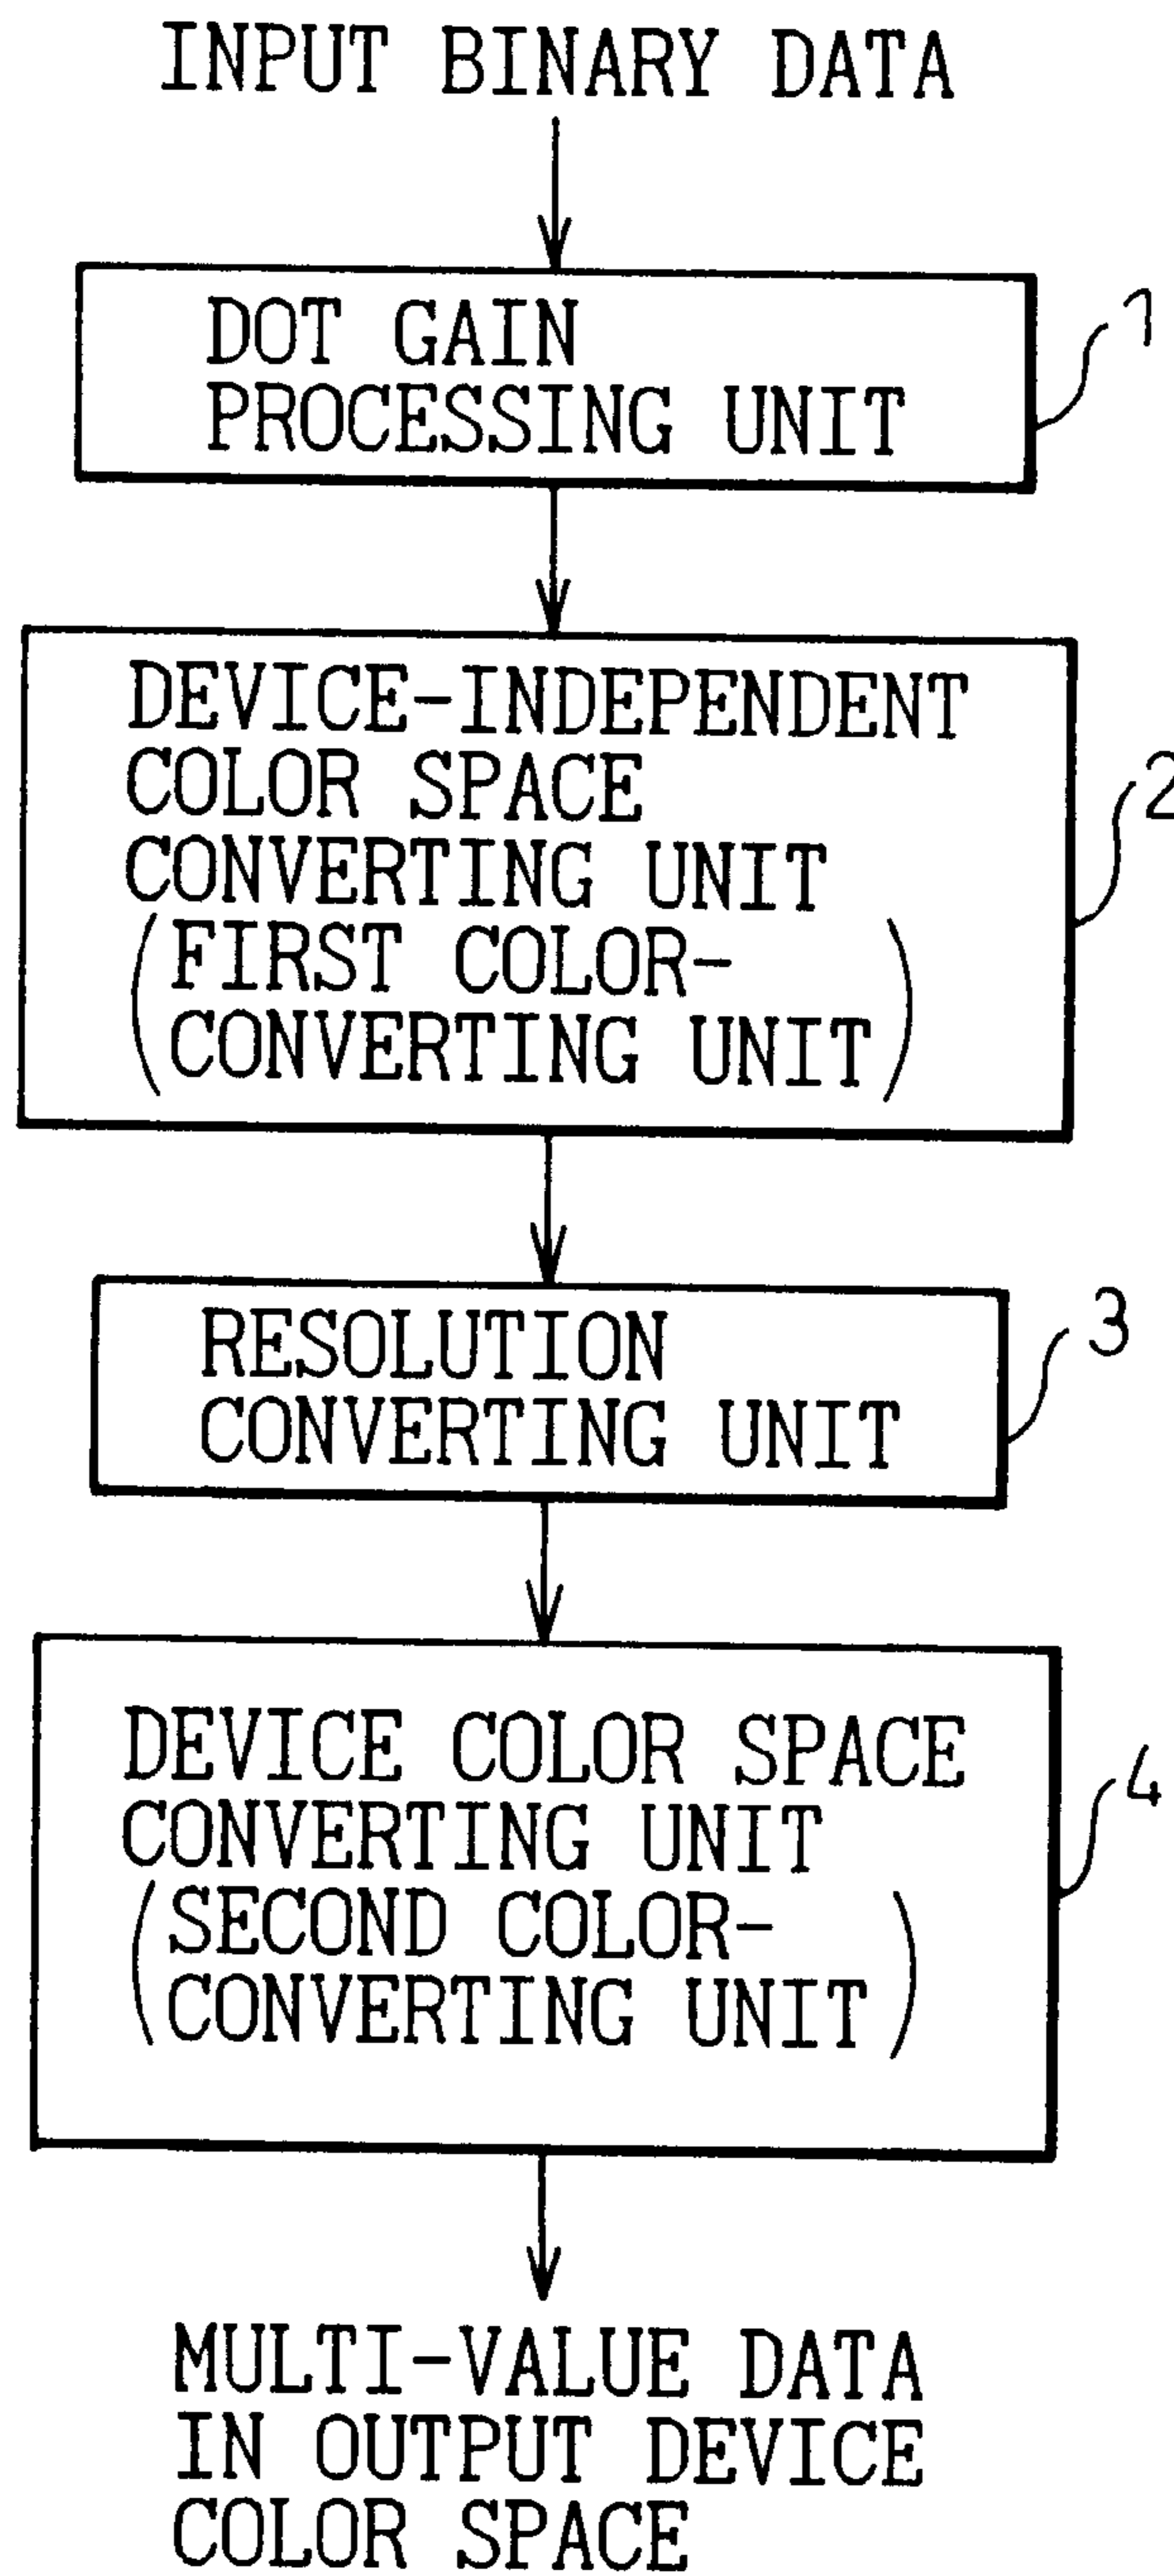 INPUT BINARY DATA
DOT GAIN
PROCESSING UNIT
1
DEVICE-INDEPENDENT
COLOR SPACE
CONVERTING UNIT
(FIRST COLOR-
CONVERTING UNIT)
2
RESOLUTION
CONVERTING UNIT
3
DEVICE COLOR SPACE
CONVERTING UNIT
(SECOND COLOR-
CONVERTING UNIT)
4
MULTI-VALUE DATA
IN OUTPUT DEVICE
COLOR SPACE